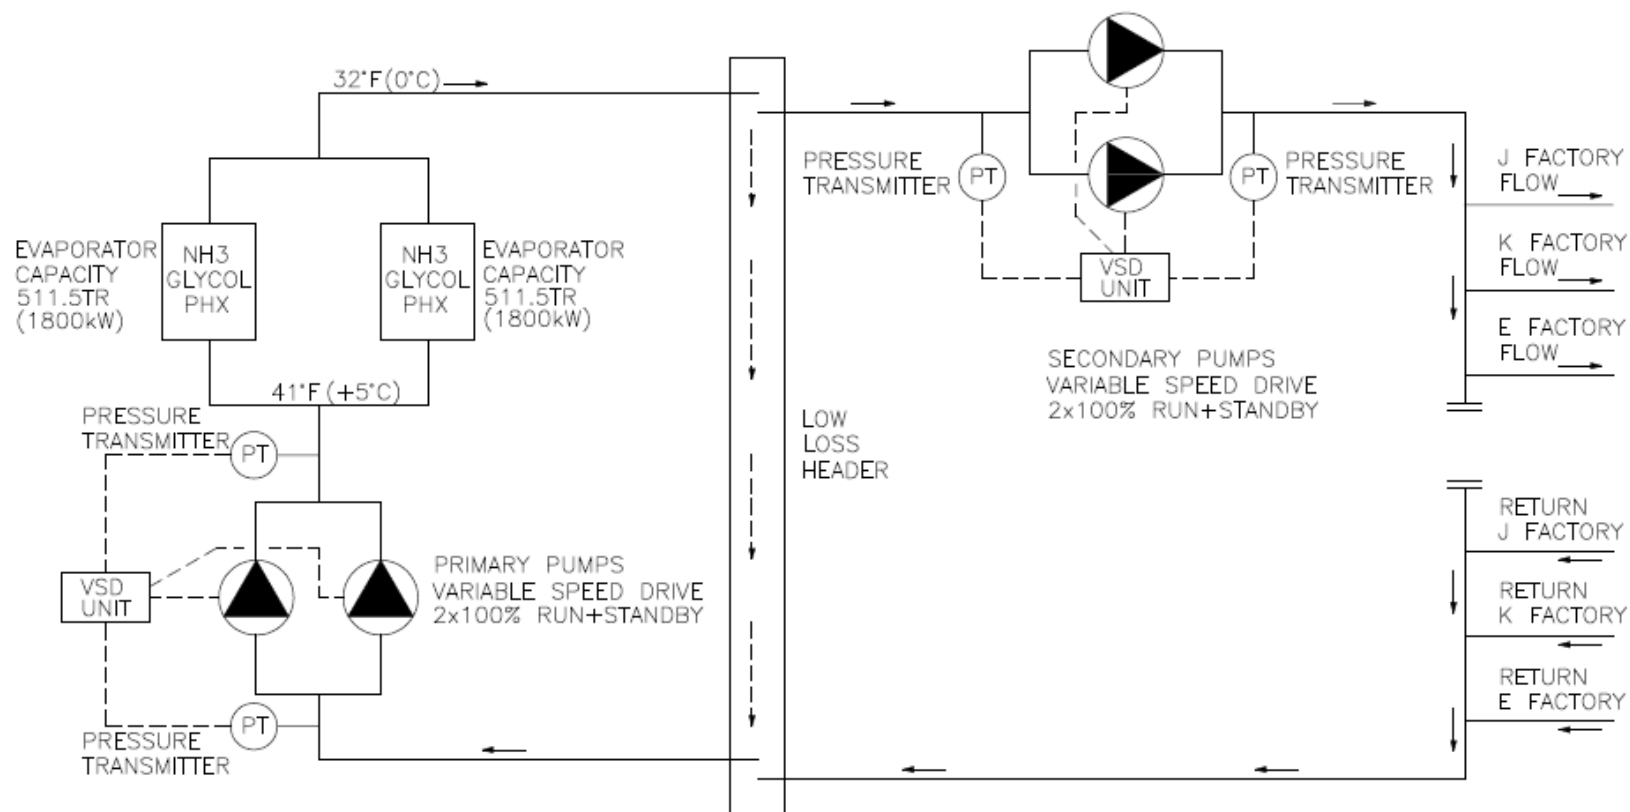 32°F(0°C)
EVAPORATOR
CAPACITY
511.5TR
(1800kW)
NH3
GLYCOL
PHX
NH3
GLYCOL
PHX
EVAPORATOR
CAPACITY
511.5TR
(1800kW)
41°F(+5°C)
PRESSURE
TRANSMITTER
PT
VSD
UNIT
PRIMARY PUMPS
VARIABLE SPEED DRIVE
2x100% RUN+STANDBY
PT
PRESSURE
TRANSMITTER
LOW
LOSS
HEADER
PRESSURE
TRANSMITTER
PT
PT
PRESSURE
TRANSMITTER
VSD
UNIT
SECONDARY PUMPS
VARIABLE SPEED DRIVE
2x100% RUN+STANDBY
J FACTORY
FLOW
K FACTORY
FLOW
E FACTORY
FLOW
RETURN
J FACTORY
RETURN
K FACTORY
RETURN
E FACTORY